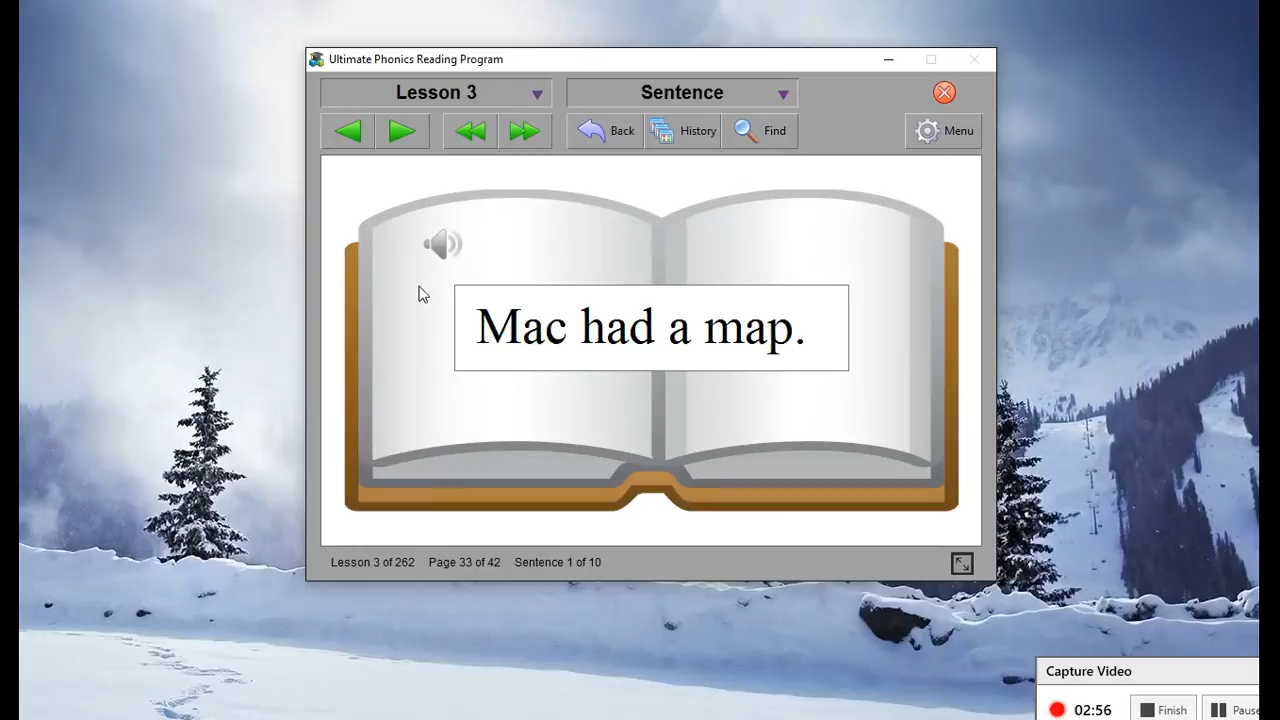 Ultimate Phonics Reading Program
Lesson 3 Sentence
Back History Find Menu
Mac had a map.
Lesson 3 of 262 Page 33 of 42 Sentence 1 of 10
Capture Video
02:56 Finish Pause